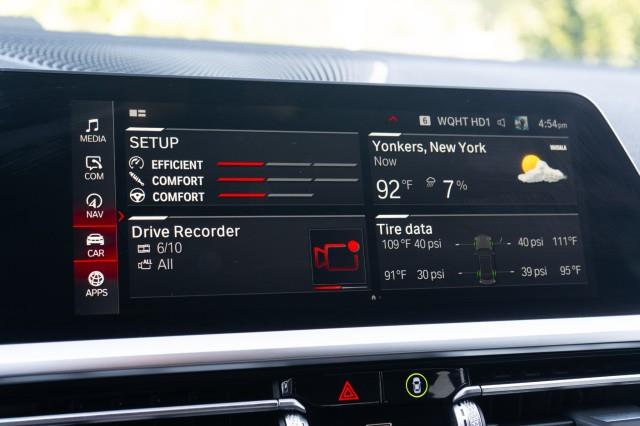 6 WQHT HD1 4:54pm
MEDIA
COM
NAV
CAR
APPS
SETUP
EFFICIENT
COMFORT
COMFORT
Yonkers, New York
Now
92°F 7%
Drive Recorder
6/10
ALL All
Tire data
109°F 40 psi 40 psi 111°F
91°F 30 psi 39 psi 95°F